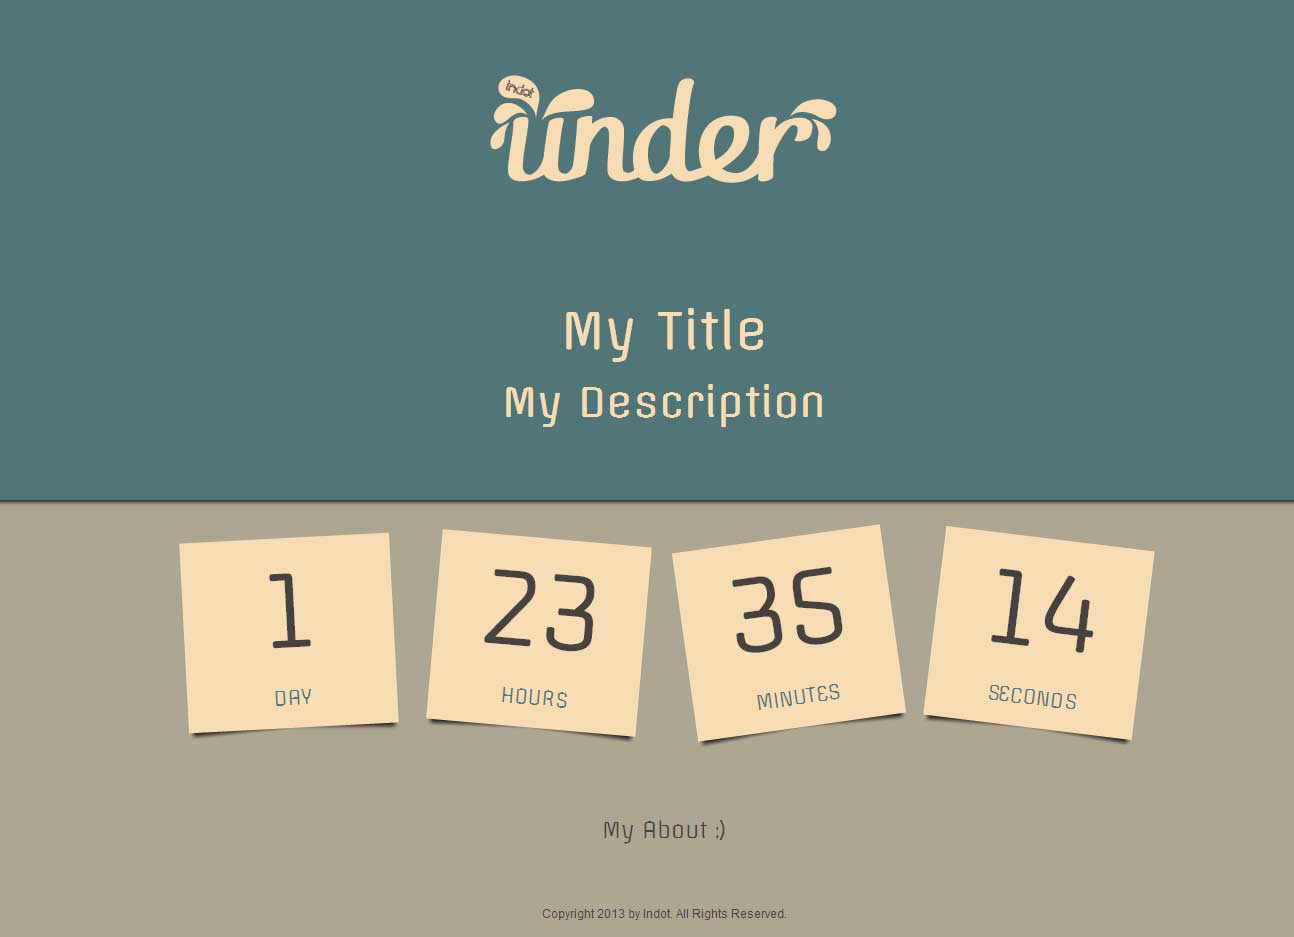 indot
under
My Title
My Description
1 23 35 14
DAY HOURS MINUTES SECONDS
My About :)
Copyright 2013 by Indot. All Rights Reserved.